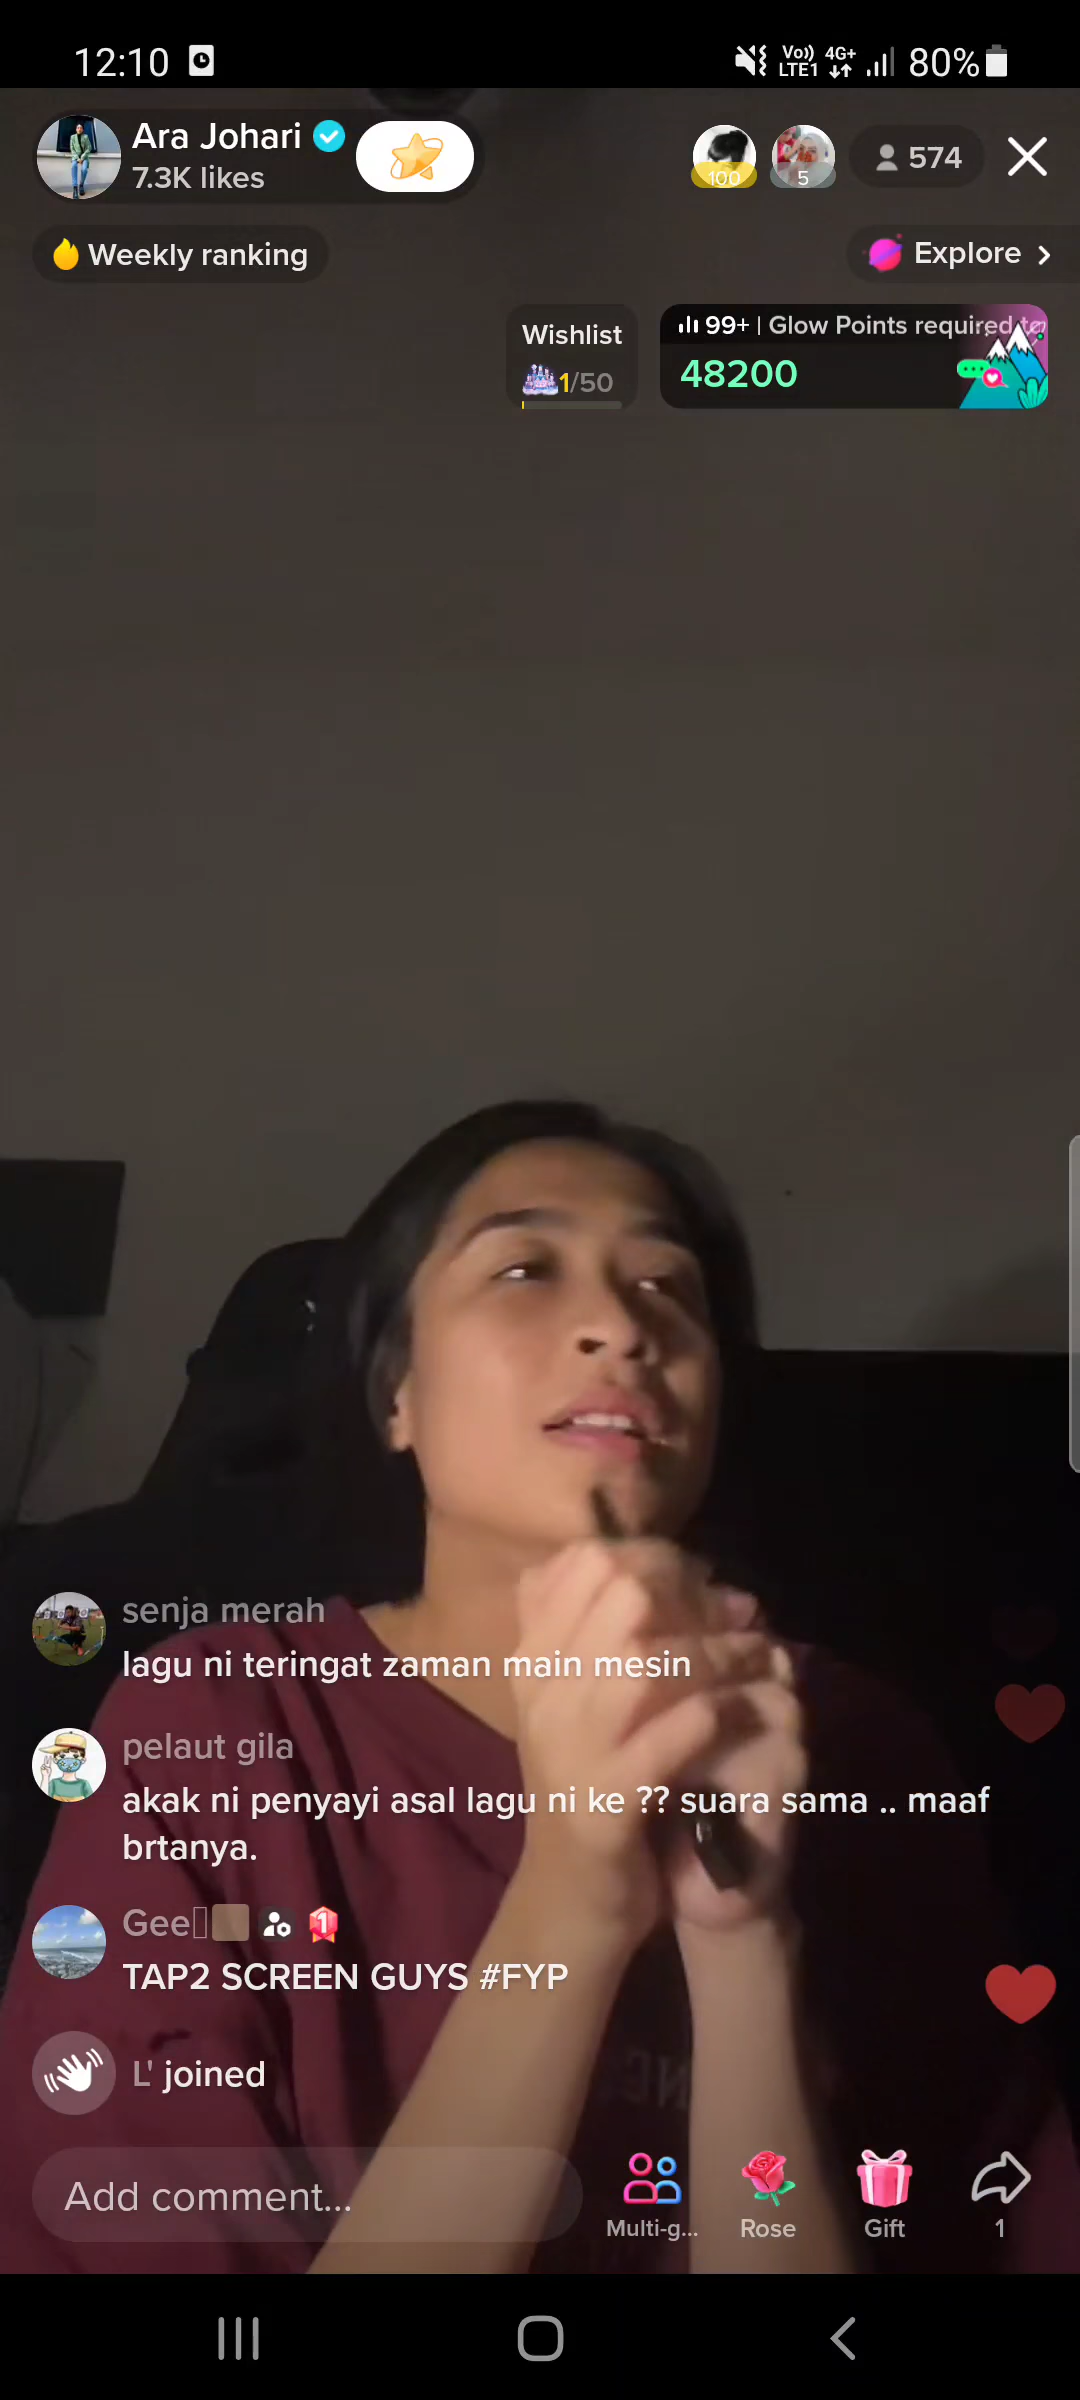 12:10
Vo))
LTE1
4G+
80%
Ara Johari
7.3K likes
100
5
574
Weekly ranking
Explore
Wishlist
1/50
99+ | Glow Points required to
48200
senja merah
lagu ni teringat zaman main mesin
pelaut gila
akak ni penyayi asal lagu ni ke ?? suara sama .. maaf
brtanya.
Gee
1
TAP2 SCREEN GUYS #FYP
L' joined
Add comment...
Multi-g...
Rose
Gift
1